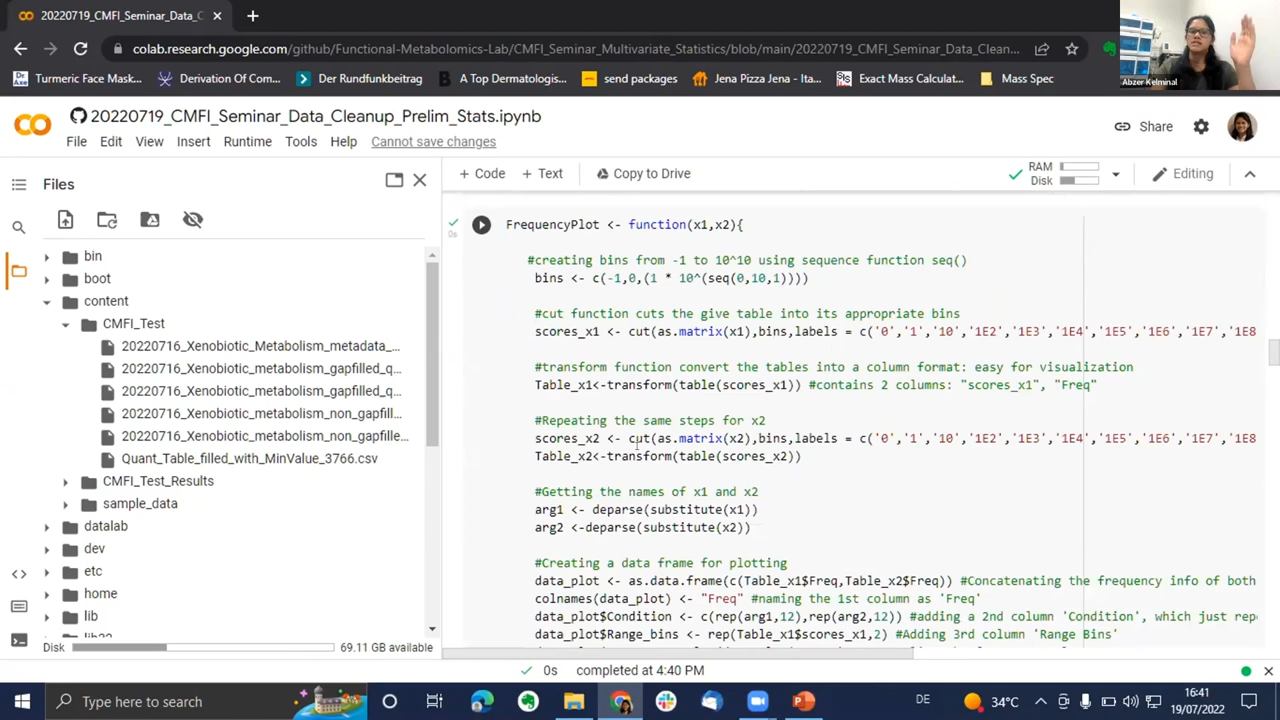 20220719_CMFI_Seminar_Data_Cl
colab.research.google.com/github/Functional-Metabolomics-Lab/CMFI_Seminar_Multivariate_Statistics/blob/main/20220719_CMFI_Seminar_Data_Clean...
Turmeric Face Mask...
Derivation Of Com...
Der Rundfunkbeitrag
A Top Dermatologis...
send packages
Jena Pizza Jena - Ita...
Exact Mass Calculat...
Mass Spec
Abzer Kelminal
20220719_CMFI_Seminar_Data_Cleanup_Prelim_Stats.ipynb
File Edit View Insert Runtime Tools Help Cannot save changes
Share
Files
+ Code + Text Copy to Drive
RAM
Disk
Editing
bin
boot
content
CMFI_Test
20220716_Xenobiotic_Metabolism_metadata_...
20220716_Xenobiotic_metabolism_gapfilled_q...
20220716_Xenobiotic_metabolism_gapfilled_q...
20220716_Xenobiotic_metabolism_non_gapfill...
20220716_Xenobiotic_metabolism_non_gapfille...
Quant_Table_filled_with_MinValue_3766.csv
CMFI_Test_Results
sample_data
datalab
dev
etc
home
lib
lib32
Disk 69.11 GB available
0s
FrequencyPlot <- function(x1,x2){
#creating bins from -1 to 10^10 using sequence function seq()
bins <- c(-1,0,(1 * 10^(seq(0,10,1))))
#cut function cuts the give table into its appropriate bins
scores_x1 <- cut(as.matrix(x1),bins,labels = c('0','1','10','1E2','1E3','1E4','1E5','1E6','1E7','1E8
#transform function convert the tables into a column format: easy for visualization
Table_x1<-transform(table(scores_x1)) #contains 2 columns: "scores_x1", "Freq"
#Repeating the same steps for x2
scores_x2 <- cut(as.matrix(x2),bins,labels = c('0','1','10','1E2','1E3','1E4','1E5','1E6','1E7','1E8
Table_x2<-transform(table(scores_x2))
#Getting the names of x1 and x2
arg1 <- deparse(substitute(x1))
arg2 <-deparse(substitute(x2))
#Creating a data frame for plotting
data_plot <- as.data.frame(c(Table_x1$Freq,Table_x2$Freq)) #Concatenating the frequency info of both
colnames(data_plot) <- "Freq" #naming the 1st column as 'Freq'
data_plot$Condition <- c(rep(arg1,12),rep(arg2,12)) #adding a 2nd column 'Condition', which just repe
data_plot$Range_bins <- rep(Table_x1$scores_x1,2) #Adding 3rd column 'Range Bins'
0s completed at 4:40 PM
Type here to search
DE
34°C
16:41
19/07/2022